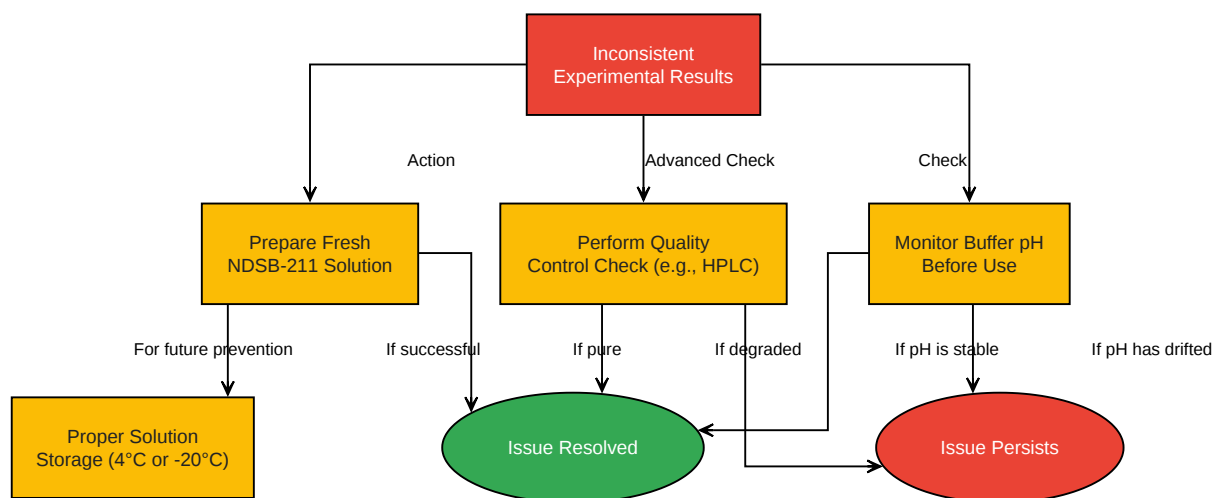 Inconsistent
Experimental Results
Action
Advanced Check
Check
Prepare Fresh
NDSB-211 Solution
Perform Quality
Control Check (e.g., HPLC)
Monitor Buffer pH
Before Use
For future prevention
If successful
If pure
If degraded
If pH is stable
If pH has drifted
Proper Solution
Storage (4°C or -20°C)
Issue Resolved
Issue Persists